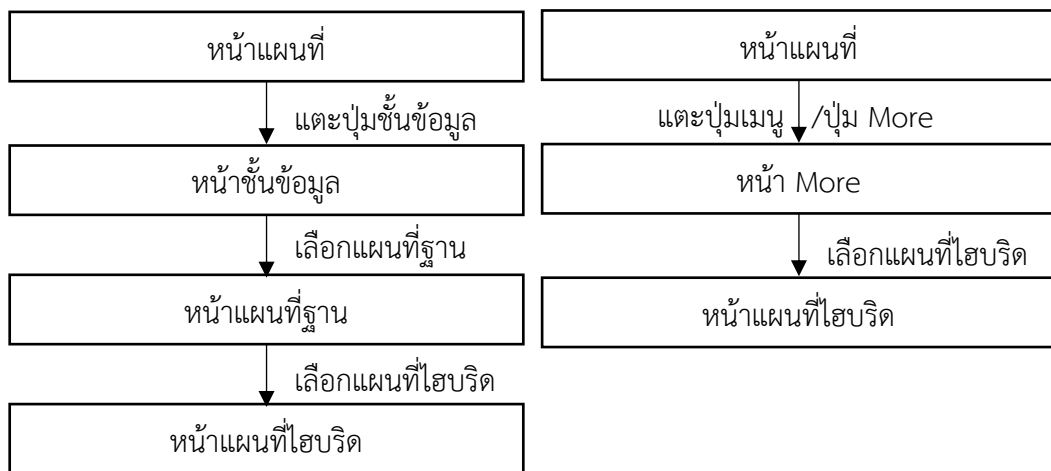 หน้าแผนที่
แตะปุ่มชั้นข้อมูล
หน้าชั้นข้อมูล
เลือกแผนที่ฐาน
หน้าแผนที่ฐาน
เลือกแผนที่ไฮบริด
หน้าแผนที่ไฮบริด
หน้าแผนที่
แตะปุ่มเมนู /ปุ่ม More
หน้า More
เลือกแผนที่ไฮบริด
หน้าแผนที่ไฮบริด